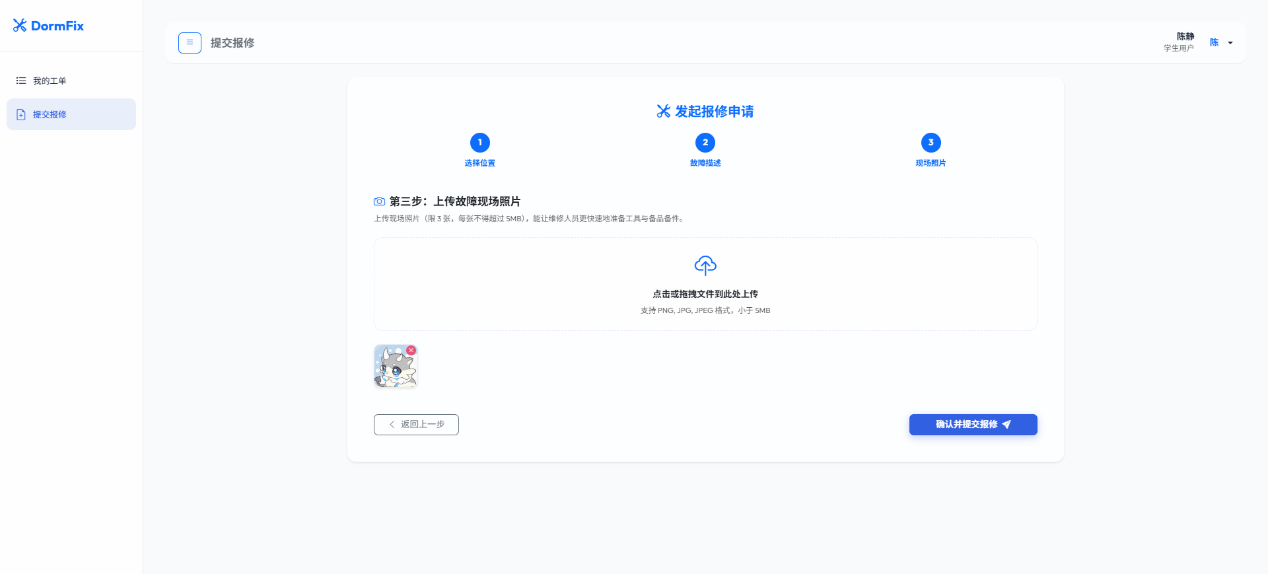 DormFix
提交报修
陈静
学生用户
陈
我的工单
提交报修
发起报修申请
1
2
3
选择位置
故障描述
现场照片
第三步：上传故障现场照片
上传现场照片（限 3 张，每张不得超过 5MB），能让维修人员更快速地准备工具与备品备件。
点击或拖拽文件到此处上传
支持 PNG, JPG, JPEG 格式，小于 5MB
返回上一步
确认并提交报修